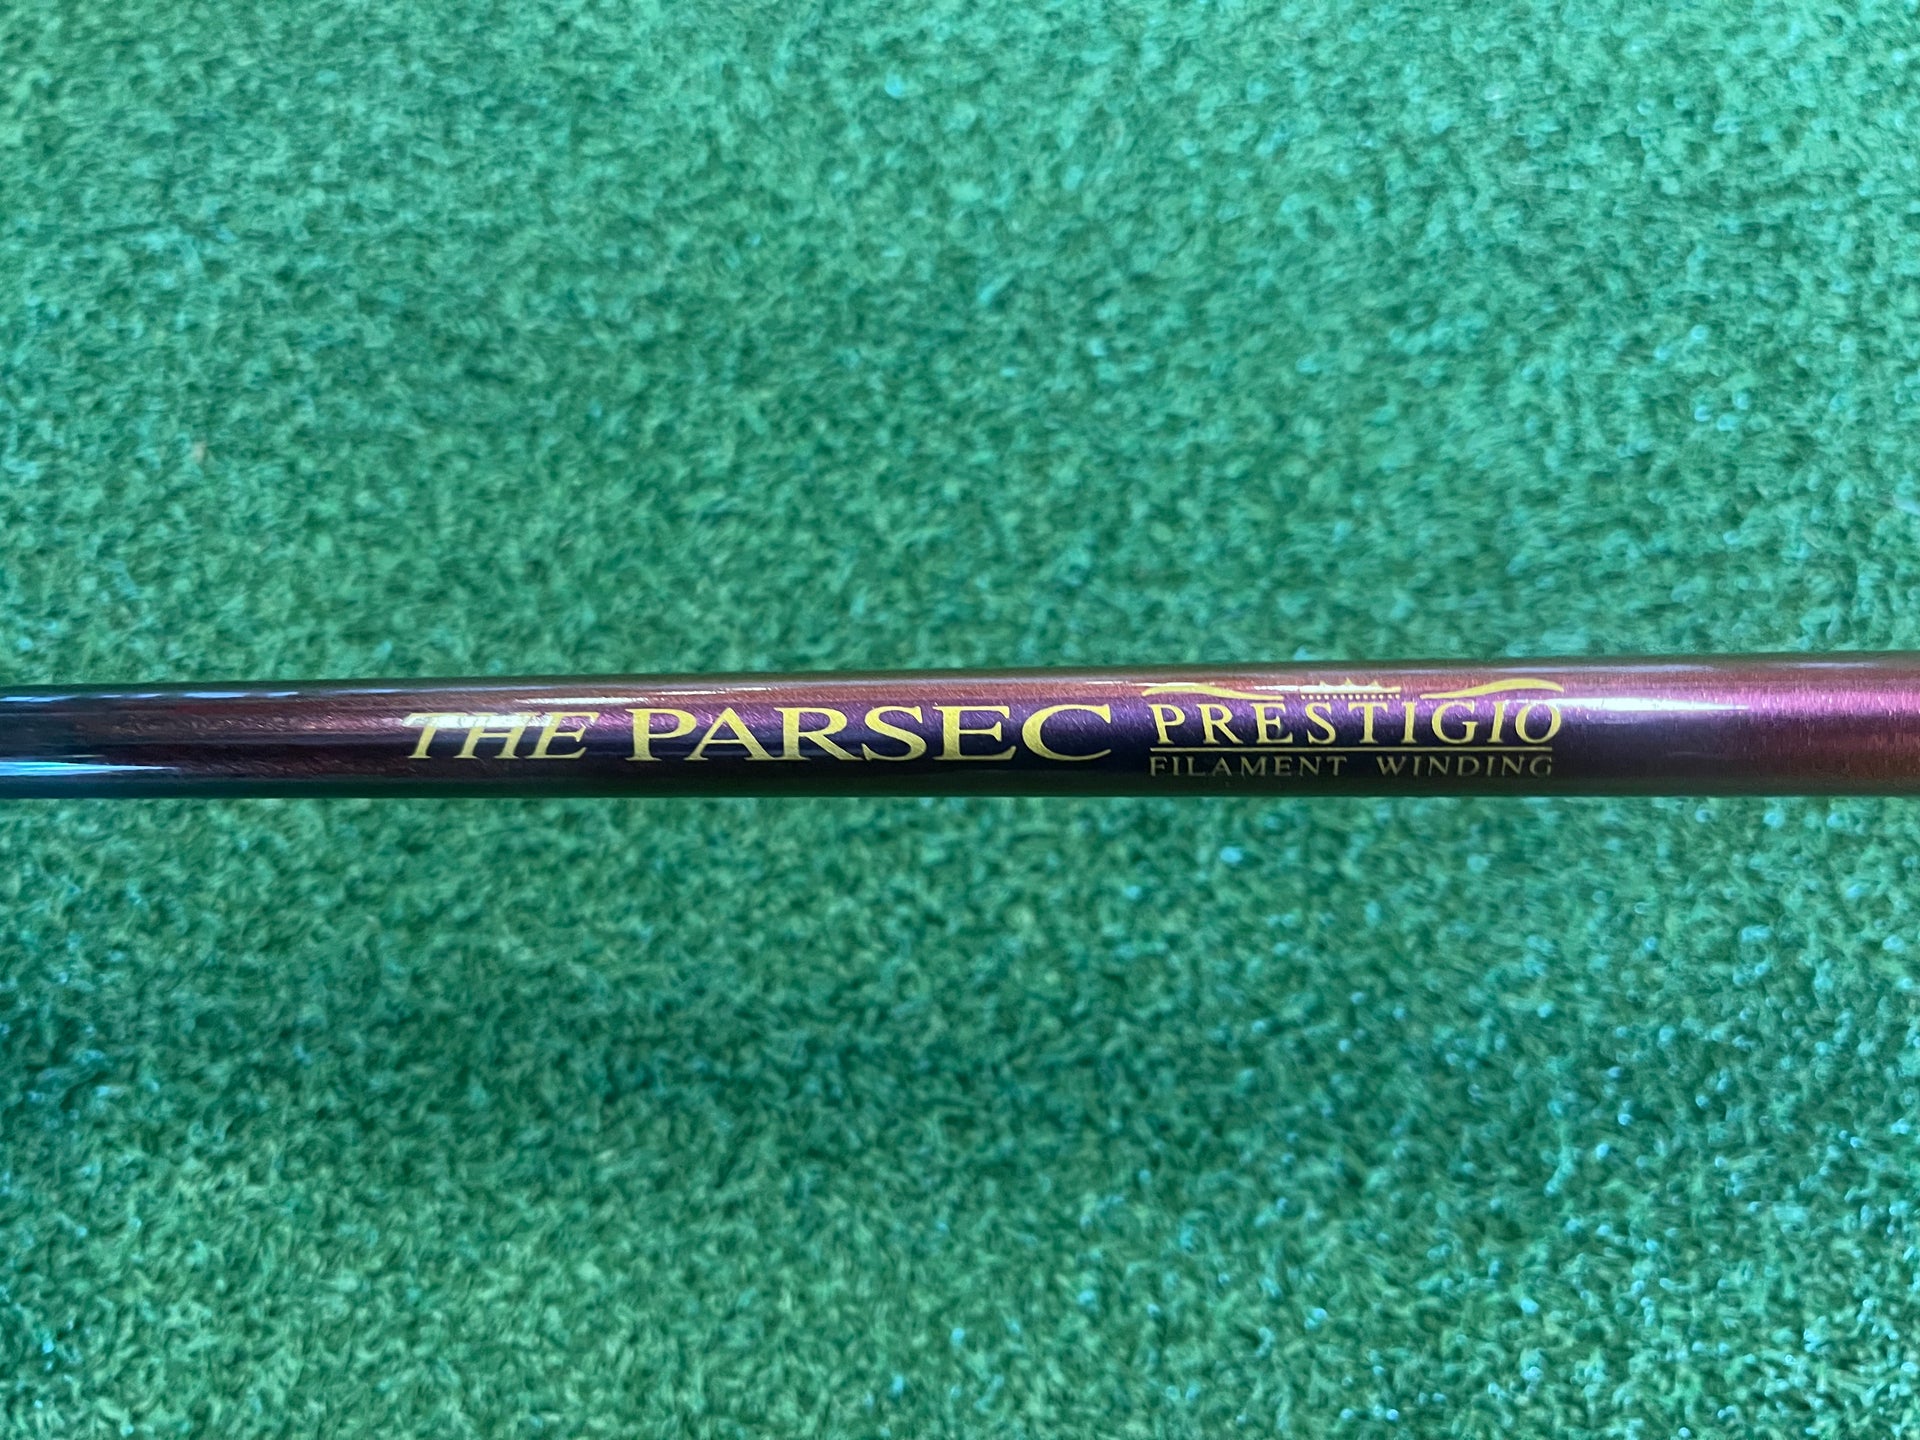 THE PARSEC PRESTIGIO
FILAMENT WINDING